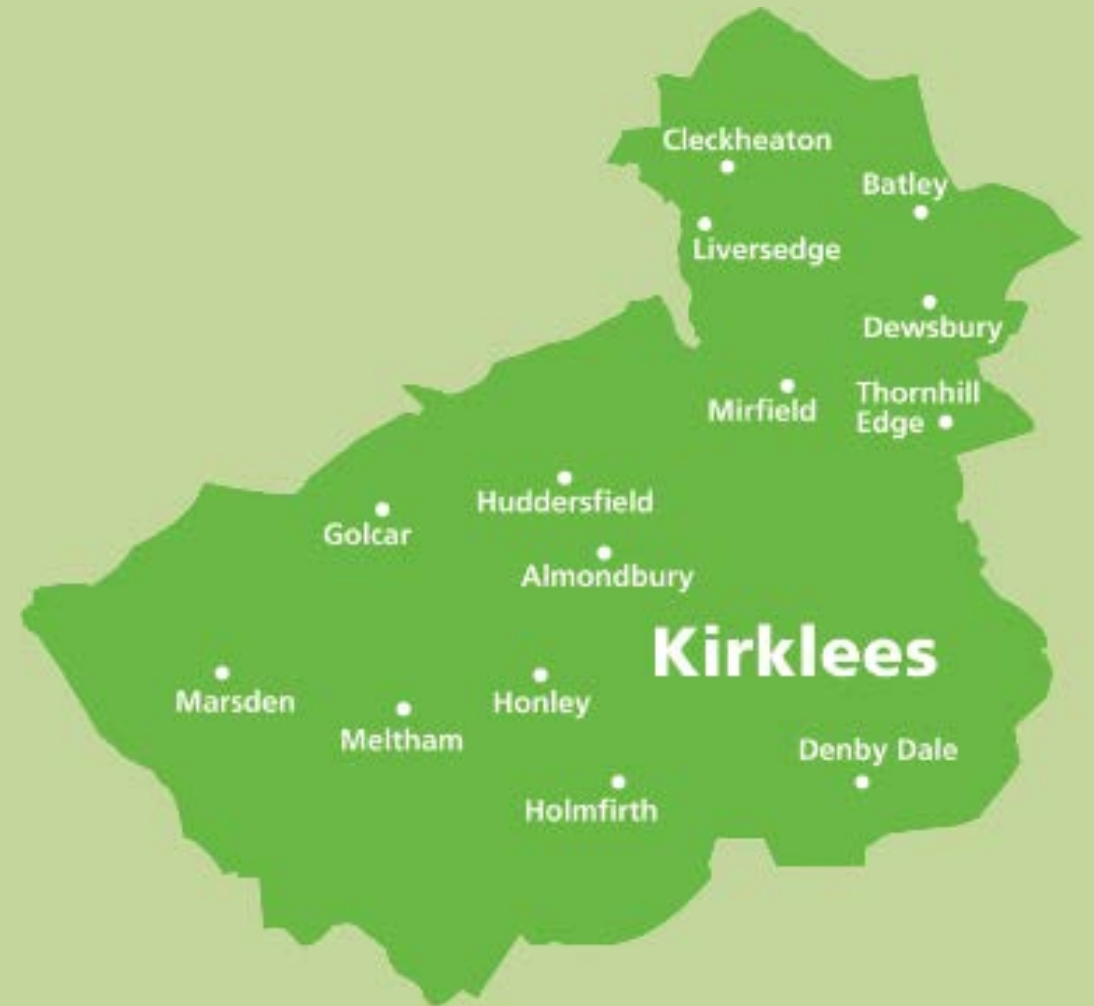 Cleckheaton
Batley
Liversedge
Dewsbury
Mirfield
Thornhill
Edge
Huddersfield
Golcar
Almondbury
Kirklees
Marsden
Honley
Meltham
Denby Dale
Holmfirth